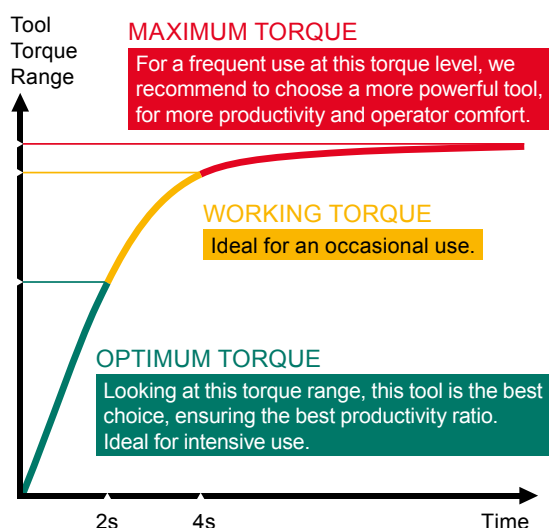 Tool
Torque
Range
MAXIMUM TORQUE
For a frequent use at this torque level, we
recommend to choose a more powerful tool,
for more productivity and operator comfort.
WORKING TORQUE
Ideal for an occasional use.
OPTIMUM TORQUE
Looking at this torque range, this tool is the best
choice, ensuring the best productivity ratio.
Ideal for intensive use.
2s
4s
Time